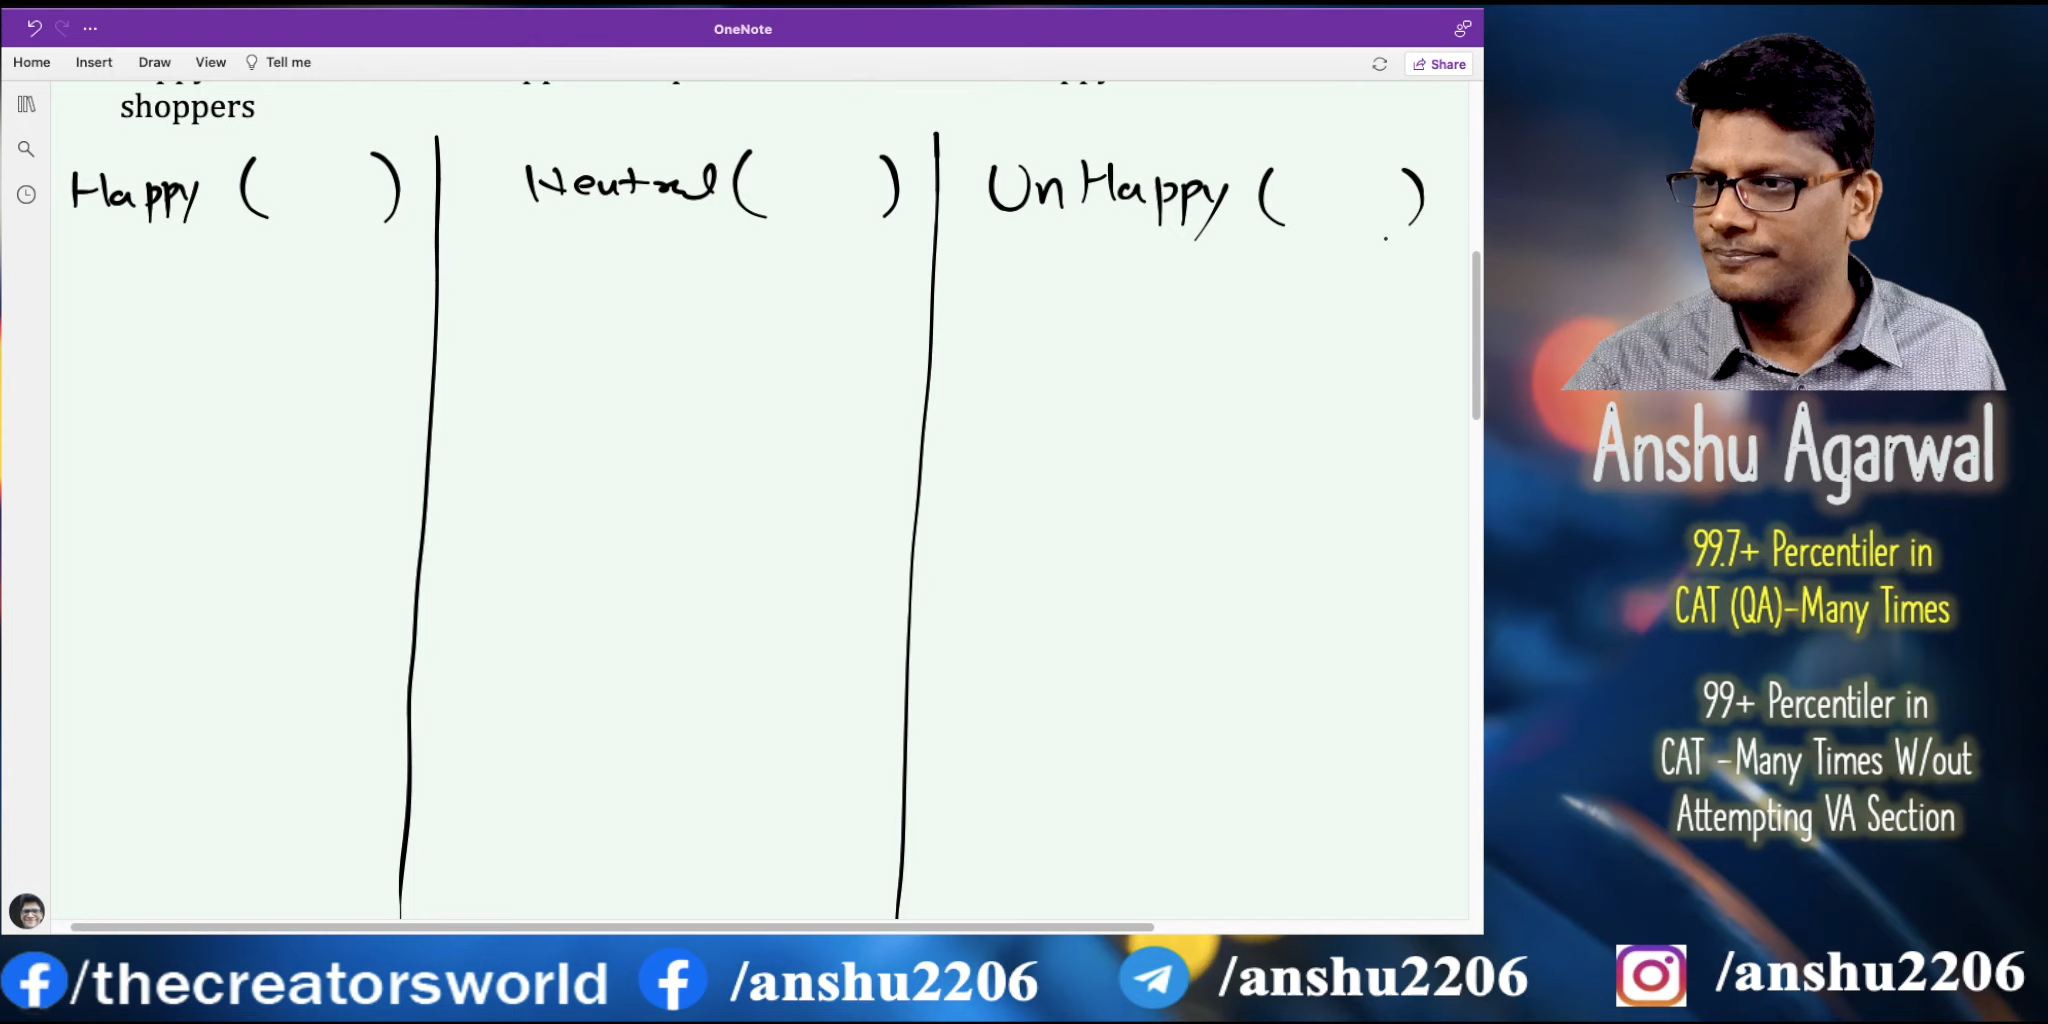 OneNote
Home Insert Draw View Tell me Share
shoppers
Happy ( ) Neutral ( ) UnHappy ( )
Anshu Agarwal
99.7+ Percentiler in
CAT (QA)-Many Times
99+ Percentiler in
CAT -Many Times W/out
Attempting VA Section
/thecreatorsworld /anshu2206 /anshu2206 /anshu2206